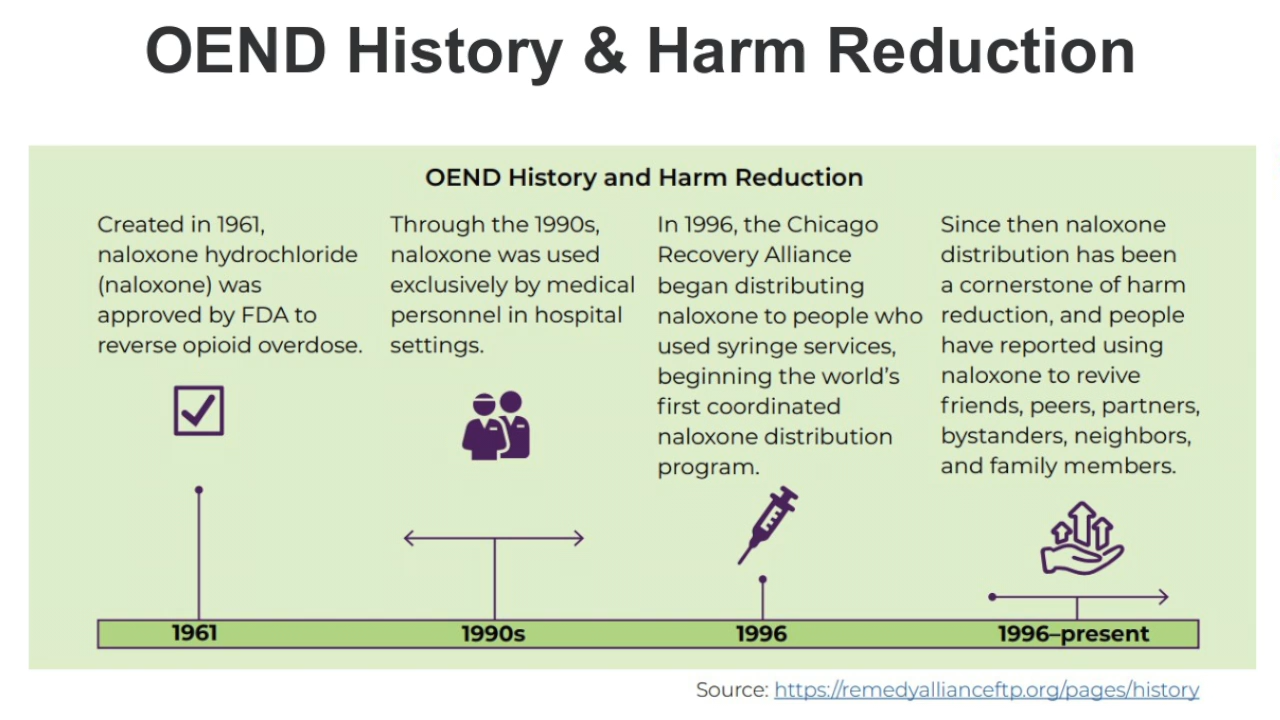 OEND History & Harm Reduction
OEND History and Harm Reduction
Created in 1961,
naloxone hydrochloride
(naloxone) was
approved by FDA to
reverse opioid overdose.
Through the 1990s,
naloxone was used
exclusively by medical
personnel in hospital
settings.
In 1996, the Chicago
Recovery Alliance
began distributing
naloxone to people who
used syringe services,
beginning the world’s
first coordinated
naloxone distribution
program.
Since then naloxone
distribution has been
a cornerstone of harm
reduction, and people
have reported using
naloxone to revive
friends, peers, partners,
bystanders, neighbors,
and family members.
1961
1990s
1996
1996–present
Source: https://remedyallianceftp.org/pages/history